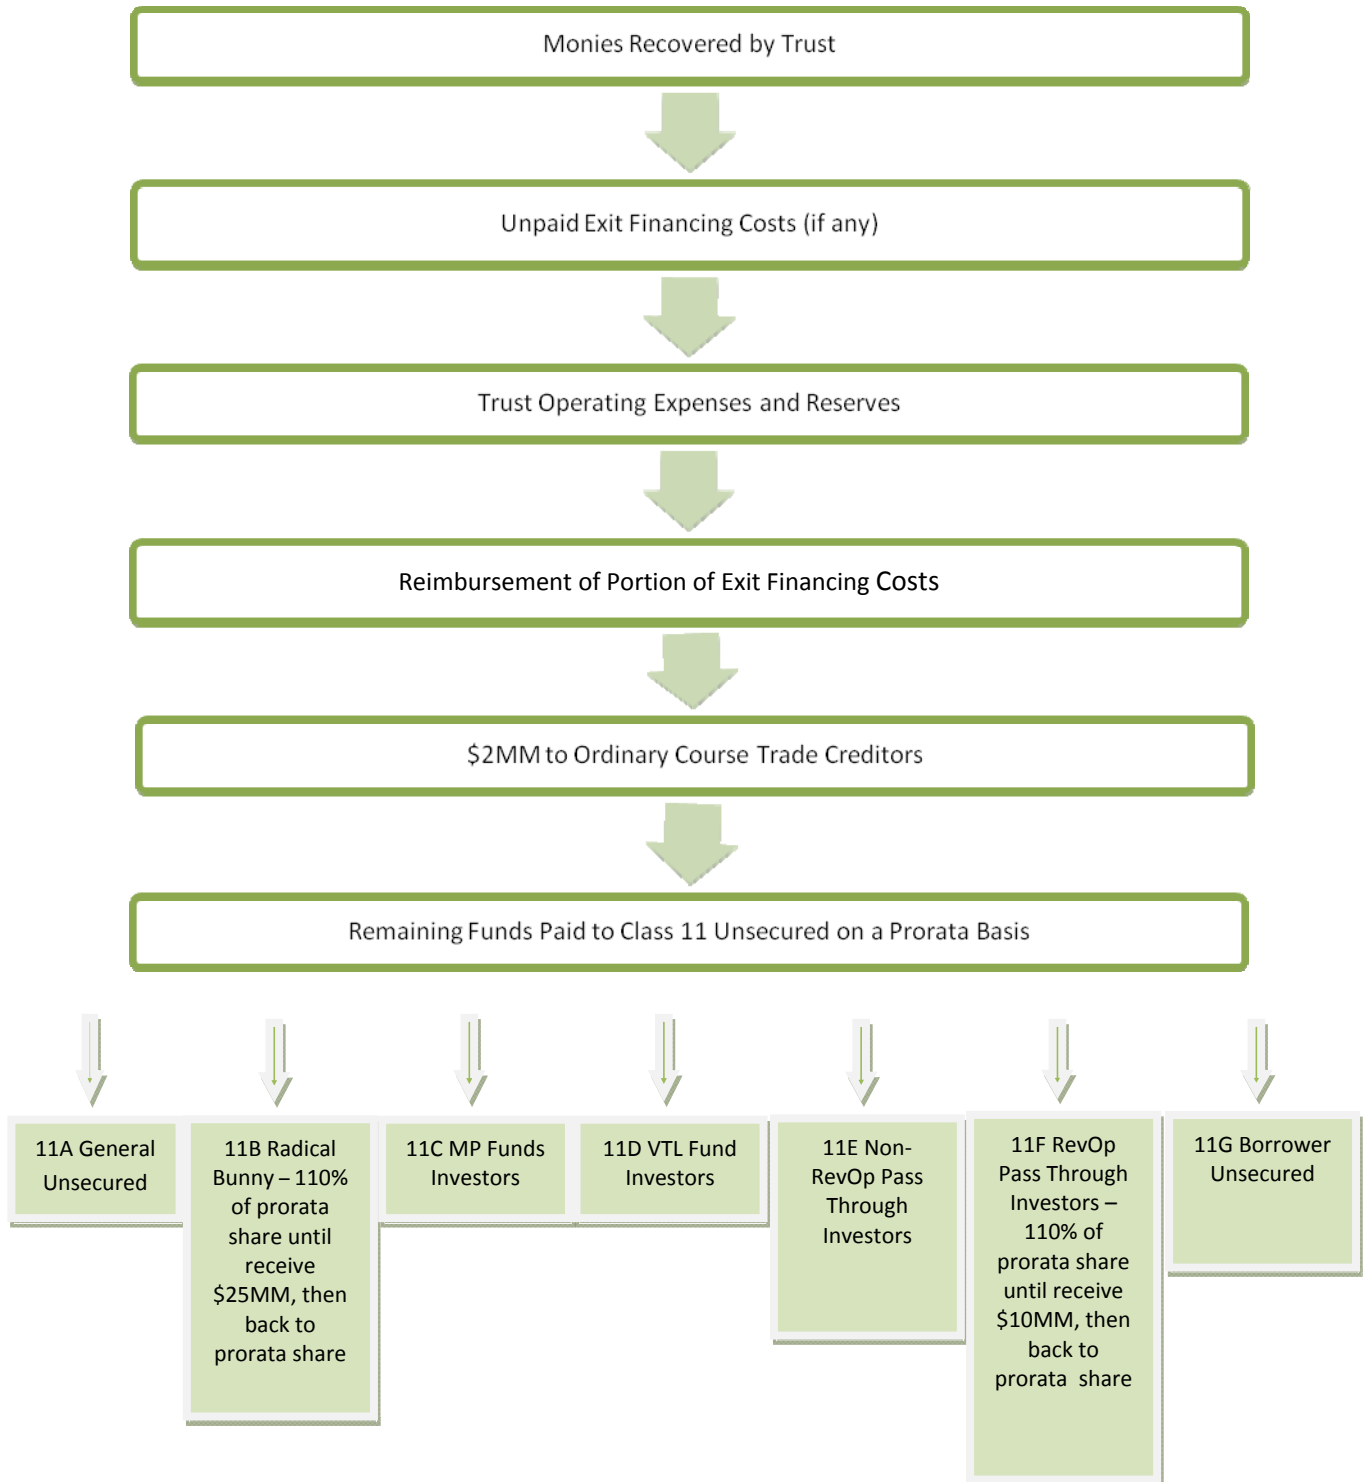 Monies Recovered by Trust
Unpaid Exit Financing Costs (if any)
Trust Operating Expenses and Reserves
Reimbursement of Portion of Exit Financing Costs
$2MM to Ordinary Course Trade Creditors
Remaining Funds Paid to Class 11 Unsecured on a Prorata Basis
11A General
Unsecured
11B Radical
Bunny – 110%
of prorata
share until
receive
$25MM, then
back to
prorata share
11C MP Funds
Investors
11D VTL Fund
Investors
11E Non-
RevOp Pass
Through
Investors
11F RevOp
Pass Through
Investors –
110% of
prorata share
until receive
$10MM, then
back to
prorata share
11G Borrower
Unsecured